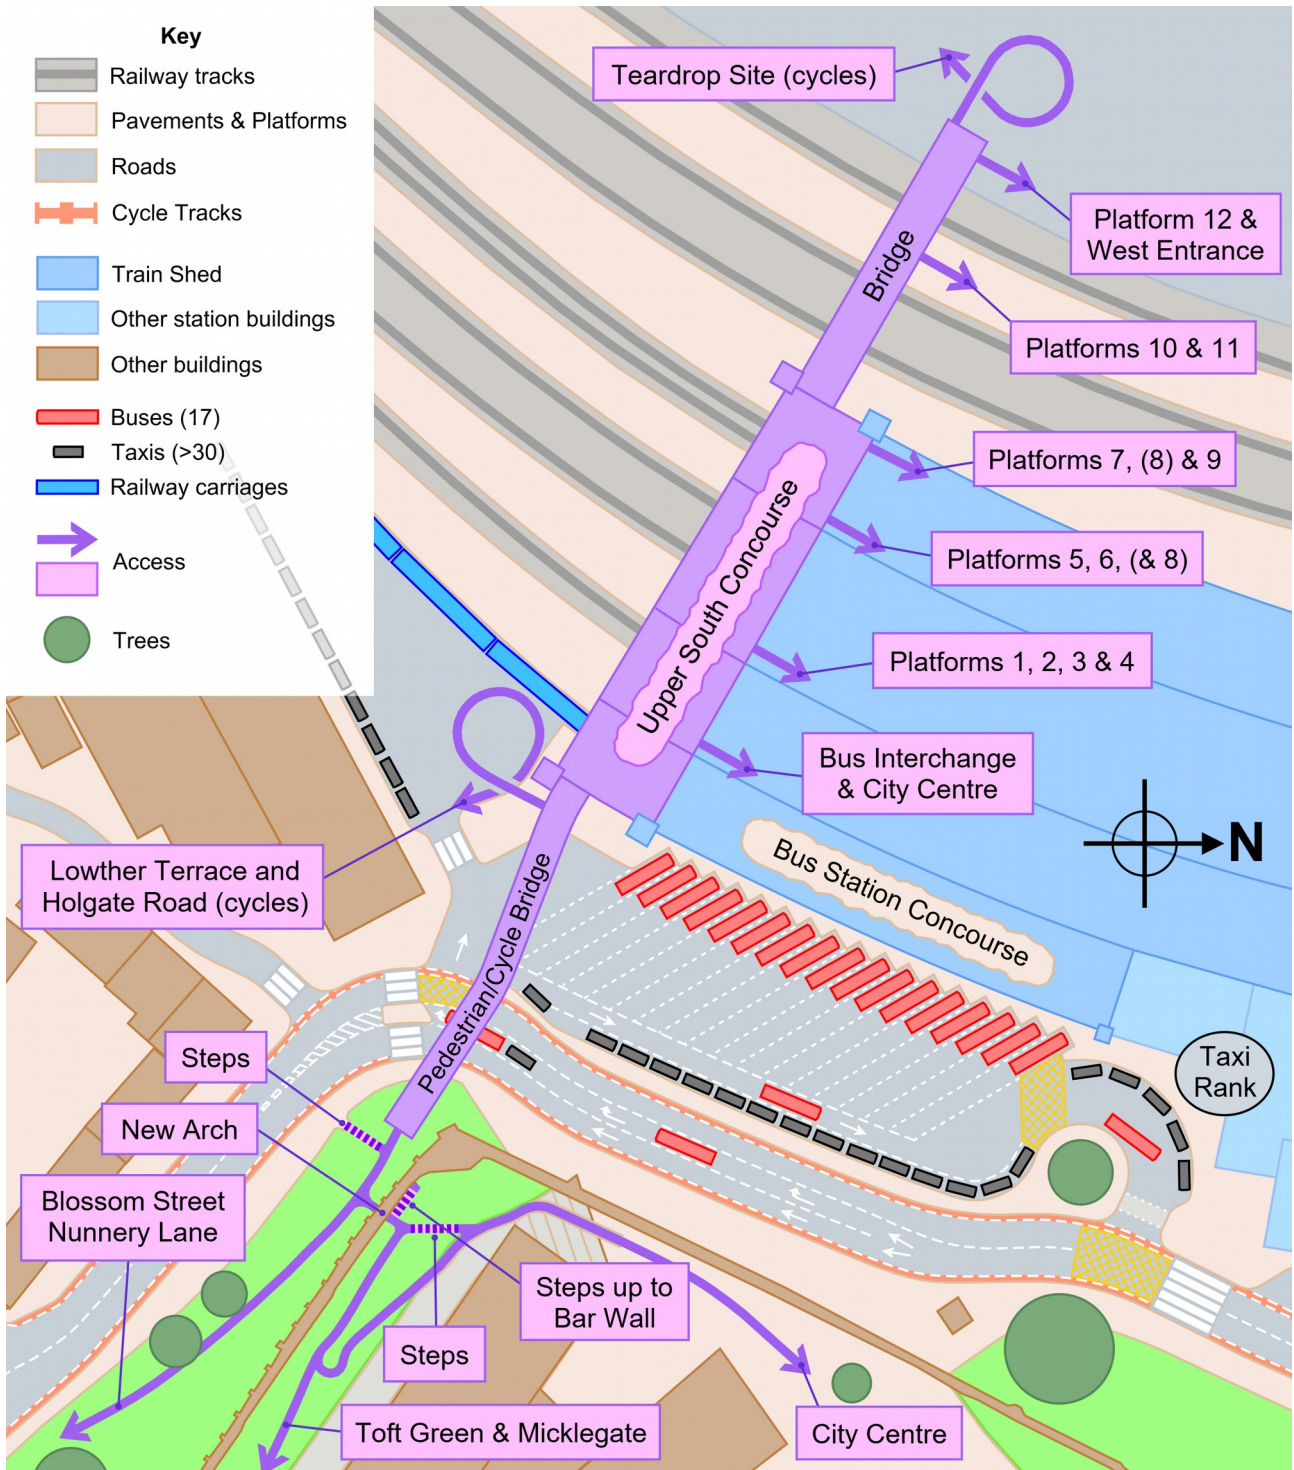 Key
Railway tracks
Pavements & Platforms
Roads
Cycle Tracks
Train Shed
Other station buildings
Other buildings
Buses (17)
Taxis (>30)
Railway carriages
Access
Trees
Teardrop Site (cycles)
Platform 12 &
West Entrance
Bridge
Platforms 10 & 11
Platforms 7, (8) & 9
Upper South Concourse
Platforms 5, 6, (& 8)
Platforms 1, 2, 3 & 4
Bus Interchange
& City Centre
N
Lowther Terrace and
Holgate Road (cycles)
Bus Station Concourse
Pedestrian/Cycle Bridge
Steps
Taxi
Rank
New Arch
Blossom Street
Nunnery Lane
Steps up to
Bar Wall
Steps
Toft Green & Micklegate
City Centre